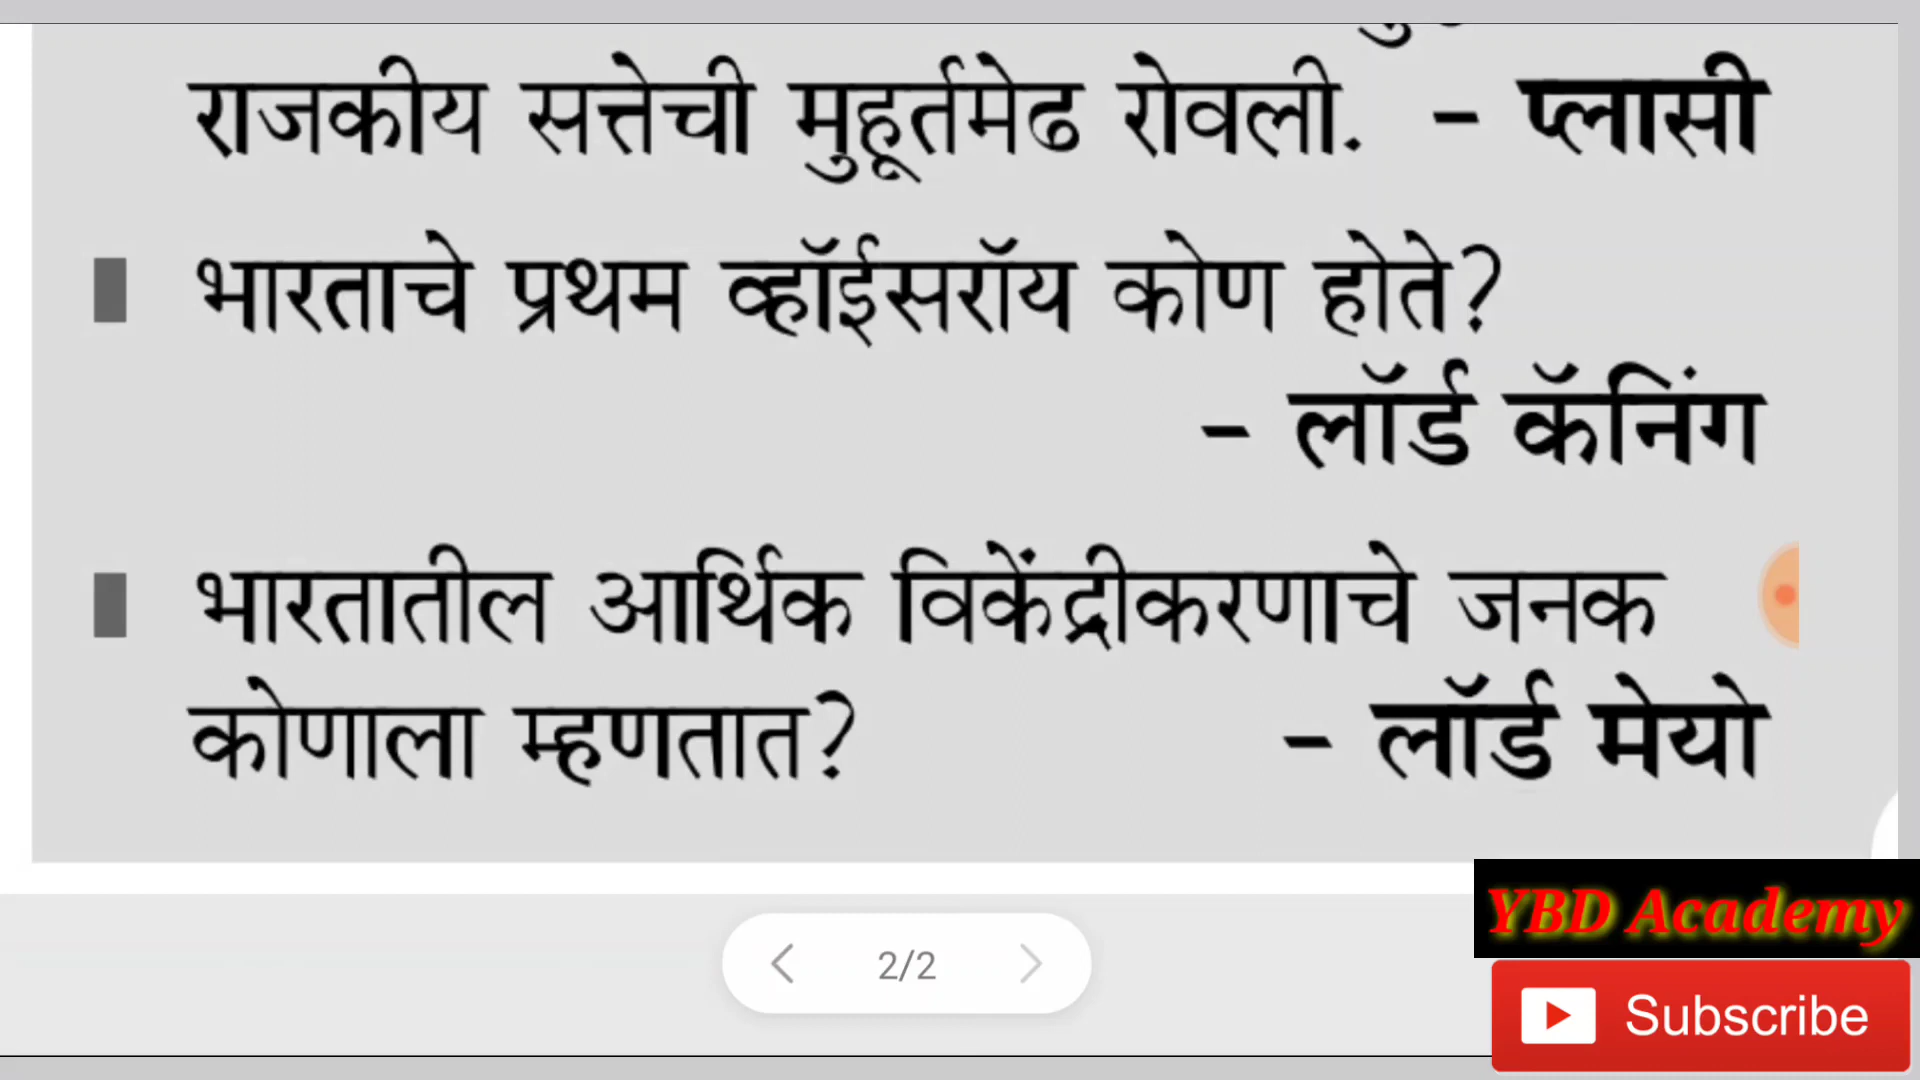 राजकीय सत्तेची मुहूर्तमेढ रोवली. - प्लासी
भारताचे प्रथम व्हॉईसरॉय कोण होते?
- लॉर्ड कॅनिंग
भारतातील आर्थिक विकेंद्रीकरणाचे जनक
कोणाला म्हणतात? - लॉर्ड मेयो
2/2
YBD Academy
Subscribe